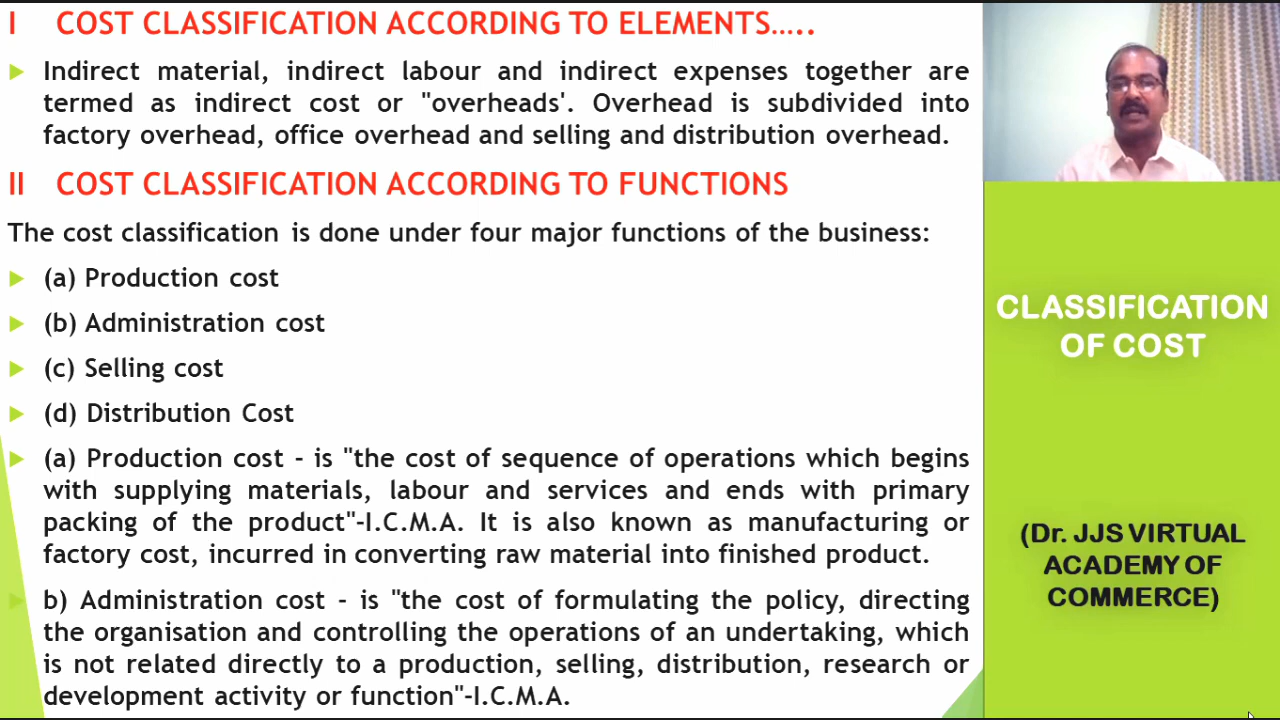 I COST CLASSIFICATION ACCORDING TO ELEMENTS.....
Indirect material, indirect labour and indirect expenses together are
termed as indirect cost or "overheads'. Overhead is subdivided into
factory overhead, office overhead and selling and distribution overhead.
II COST CLASSIFICATION ACCORDING TO FUNCTIONS
The cost classification is done under four major functions of the business:
(a) Production cost
(b) Administration cost
(c) Selling cost
(d) Distribution Cost
(a) Production cost - is "the cost of sequence of operations which begins
with supplying materials, labour and services and ends with primary
packing of the product"-I.C.M.A. It is also known as manufacturing or
factory cost, incurred in converting raw material into finished product.
b) Administration cost - is "the cost of formulating the policy, directing
the organisation and controlling the operations of an undertaking, which
is not related directly to a production, selling, distribution, research or
development activity or function"-I.C.M.A.
CLASSIFICATION
OF COST
(Dr. JJS VIRTUAL
ACADEMY OF
COMMERCE)